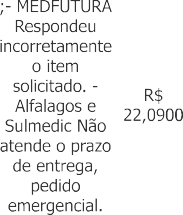 ;- MEDFUTURA
Respondeu
incorretamente
o item
solicitado. -
Alfalagos e
Sulmedic Não
atende o prazo
de entrega,
pedido
emergencial.
R$
22,0900